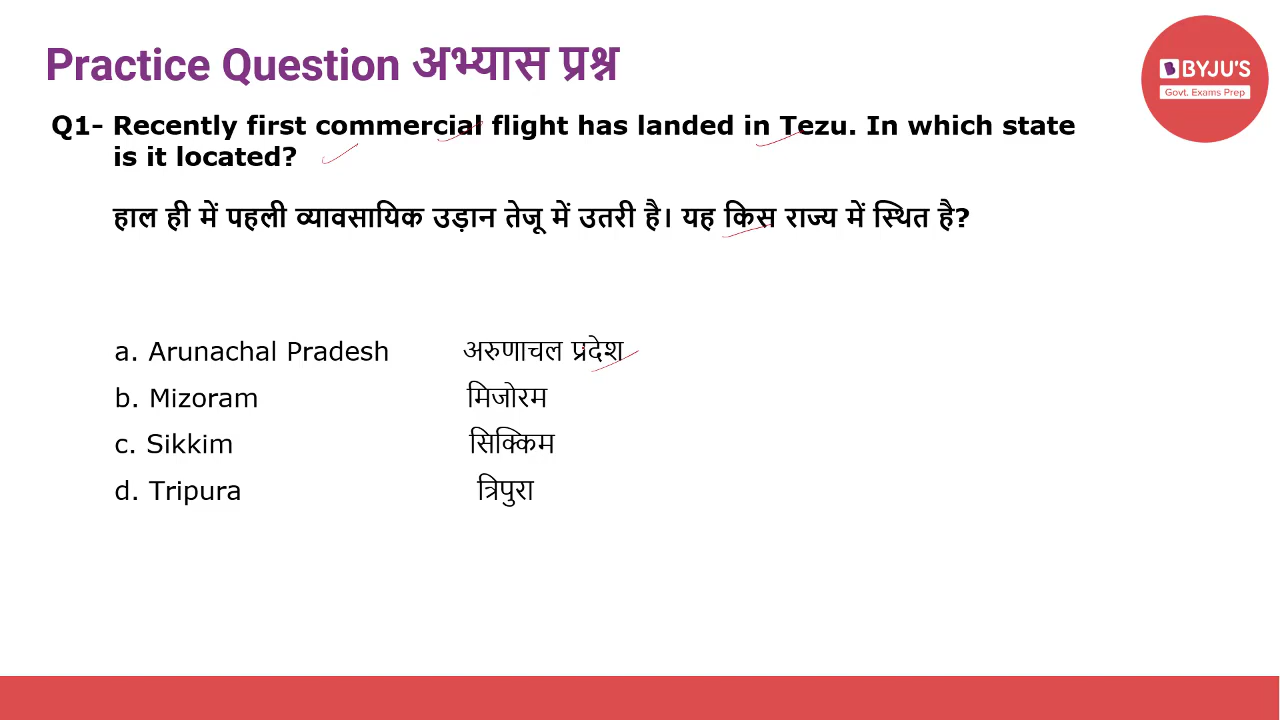 Practice Question अभ्यास प्रश्न
BYJU'S
Govt. Exams Prep
Q1- Recently first commercial flight has landed in Tezu. In which state
is it located?
हाल ही में पहली व्यावसायिक उड़ान तेजू में उतरी है। यह किस राज्य में स्थित है?
a. Arunachal Pradesh अरुणाचल प्रदेश
b. Mizoram मिजोरम
c. Sikkim सिक्किम
d. Tripura त्रिपुरा